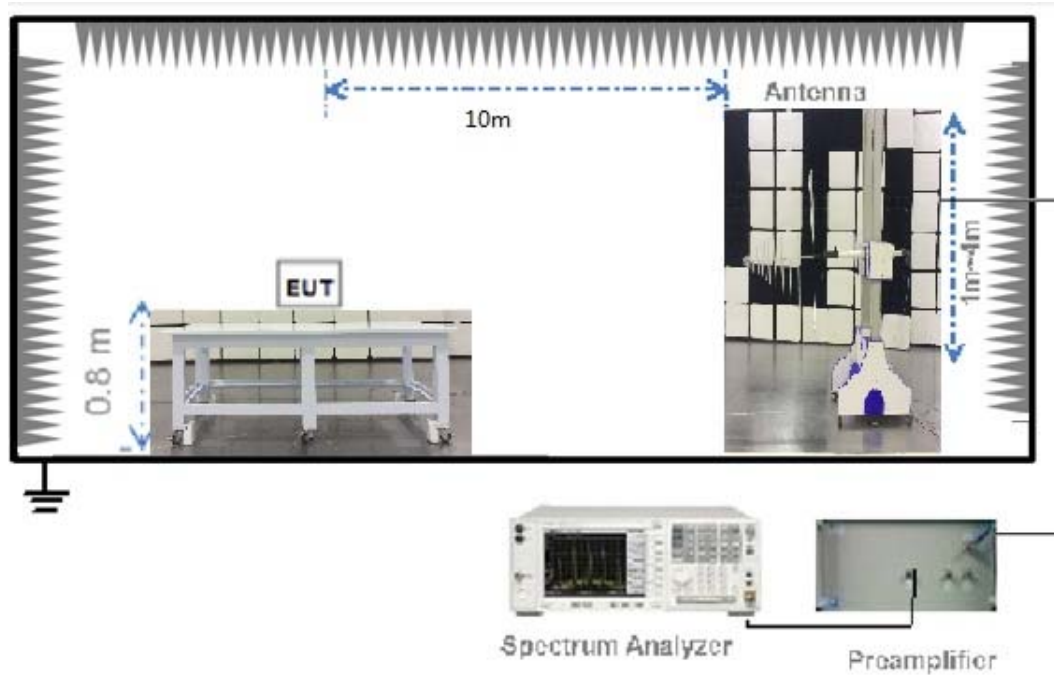 Antenna
10m
1m-4m
EUT
0.8 m
Spectrum Analyzer
Preamplifier